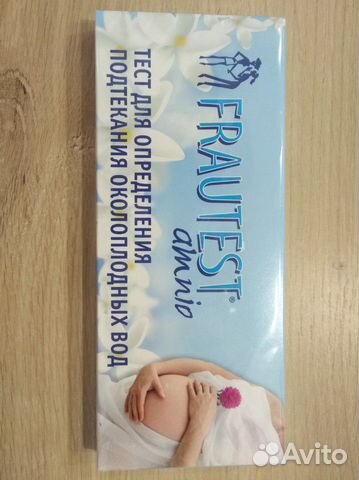 FRAUTEST®
amnio
ТЕСТ ДЛЯ ОПРЕДЕЛЕНИЯ
ПОДТЕКАНИЯ ОКОЛОПЛОДНЫХ ВОД
Avito